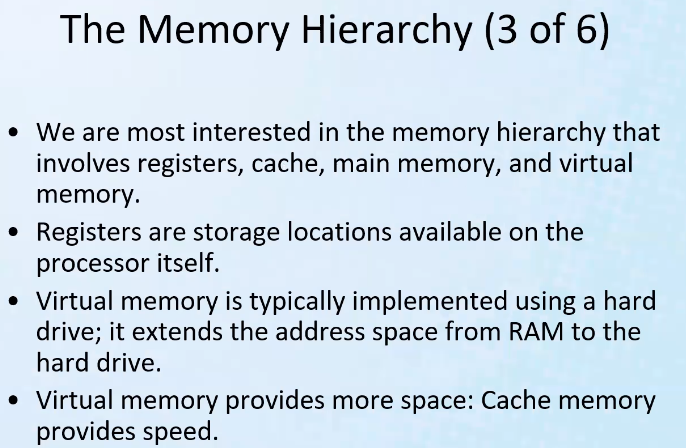 The Memory Hierarchy (3 of 6)
• We are most interested in the memory hierarchy that
involves registers, cache, main memory, and virtual
memory.
• Registers are storage locations available on the
processor itself.
• Virtual memory is typically implemented using a hard
drive; it extends the address space from RAM to the
hard drive.
• Virtual memory provides more space: Cache memory
provides speed.